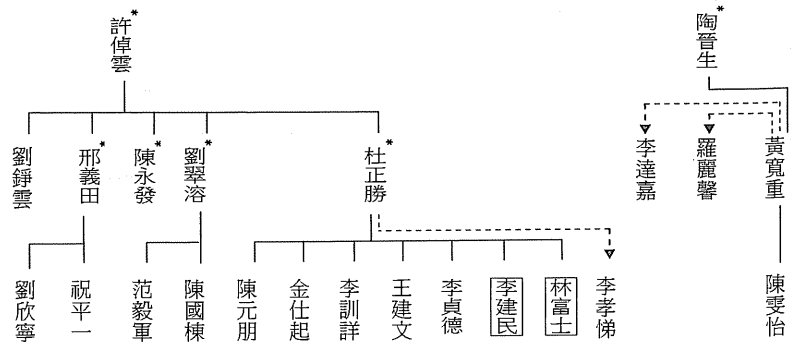 許倬雲*
陶晉生*
劉錚雲
邢義田*
陳永發*
劉翠溶*
杜正勝*
李達嘉
羅麗馨
黃寬重
劉欣寧
祝平一
范毅軍
陳國棟
陳元朋
金仕起
李訓詳
王建文
李貞德
李建民
林富士
李孝悌
陳雯怡